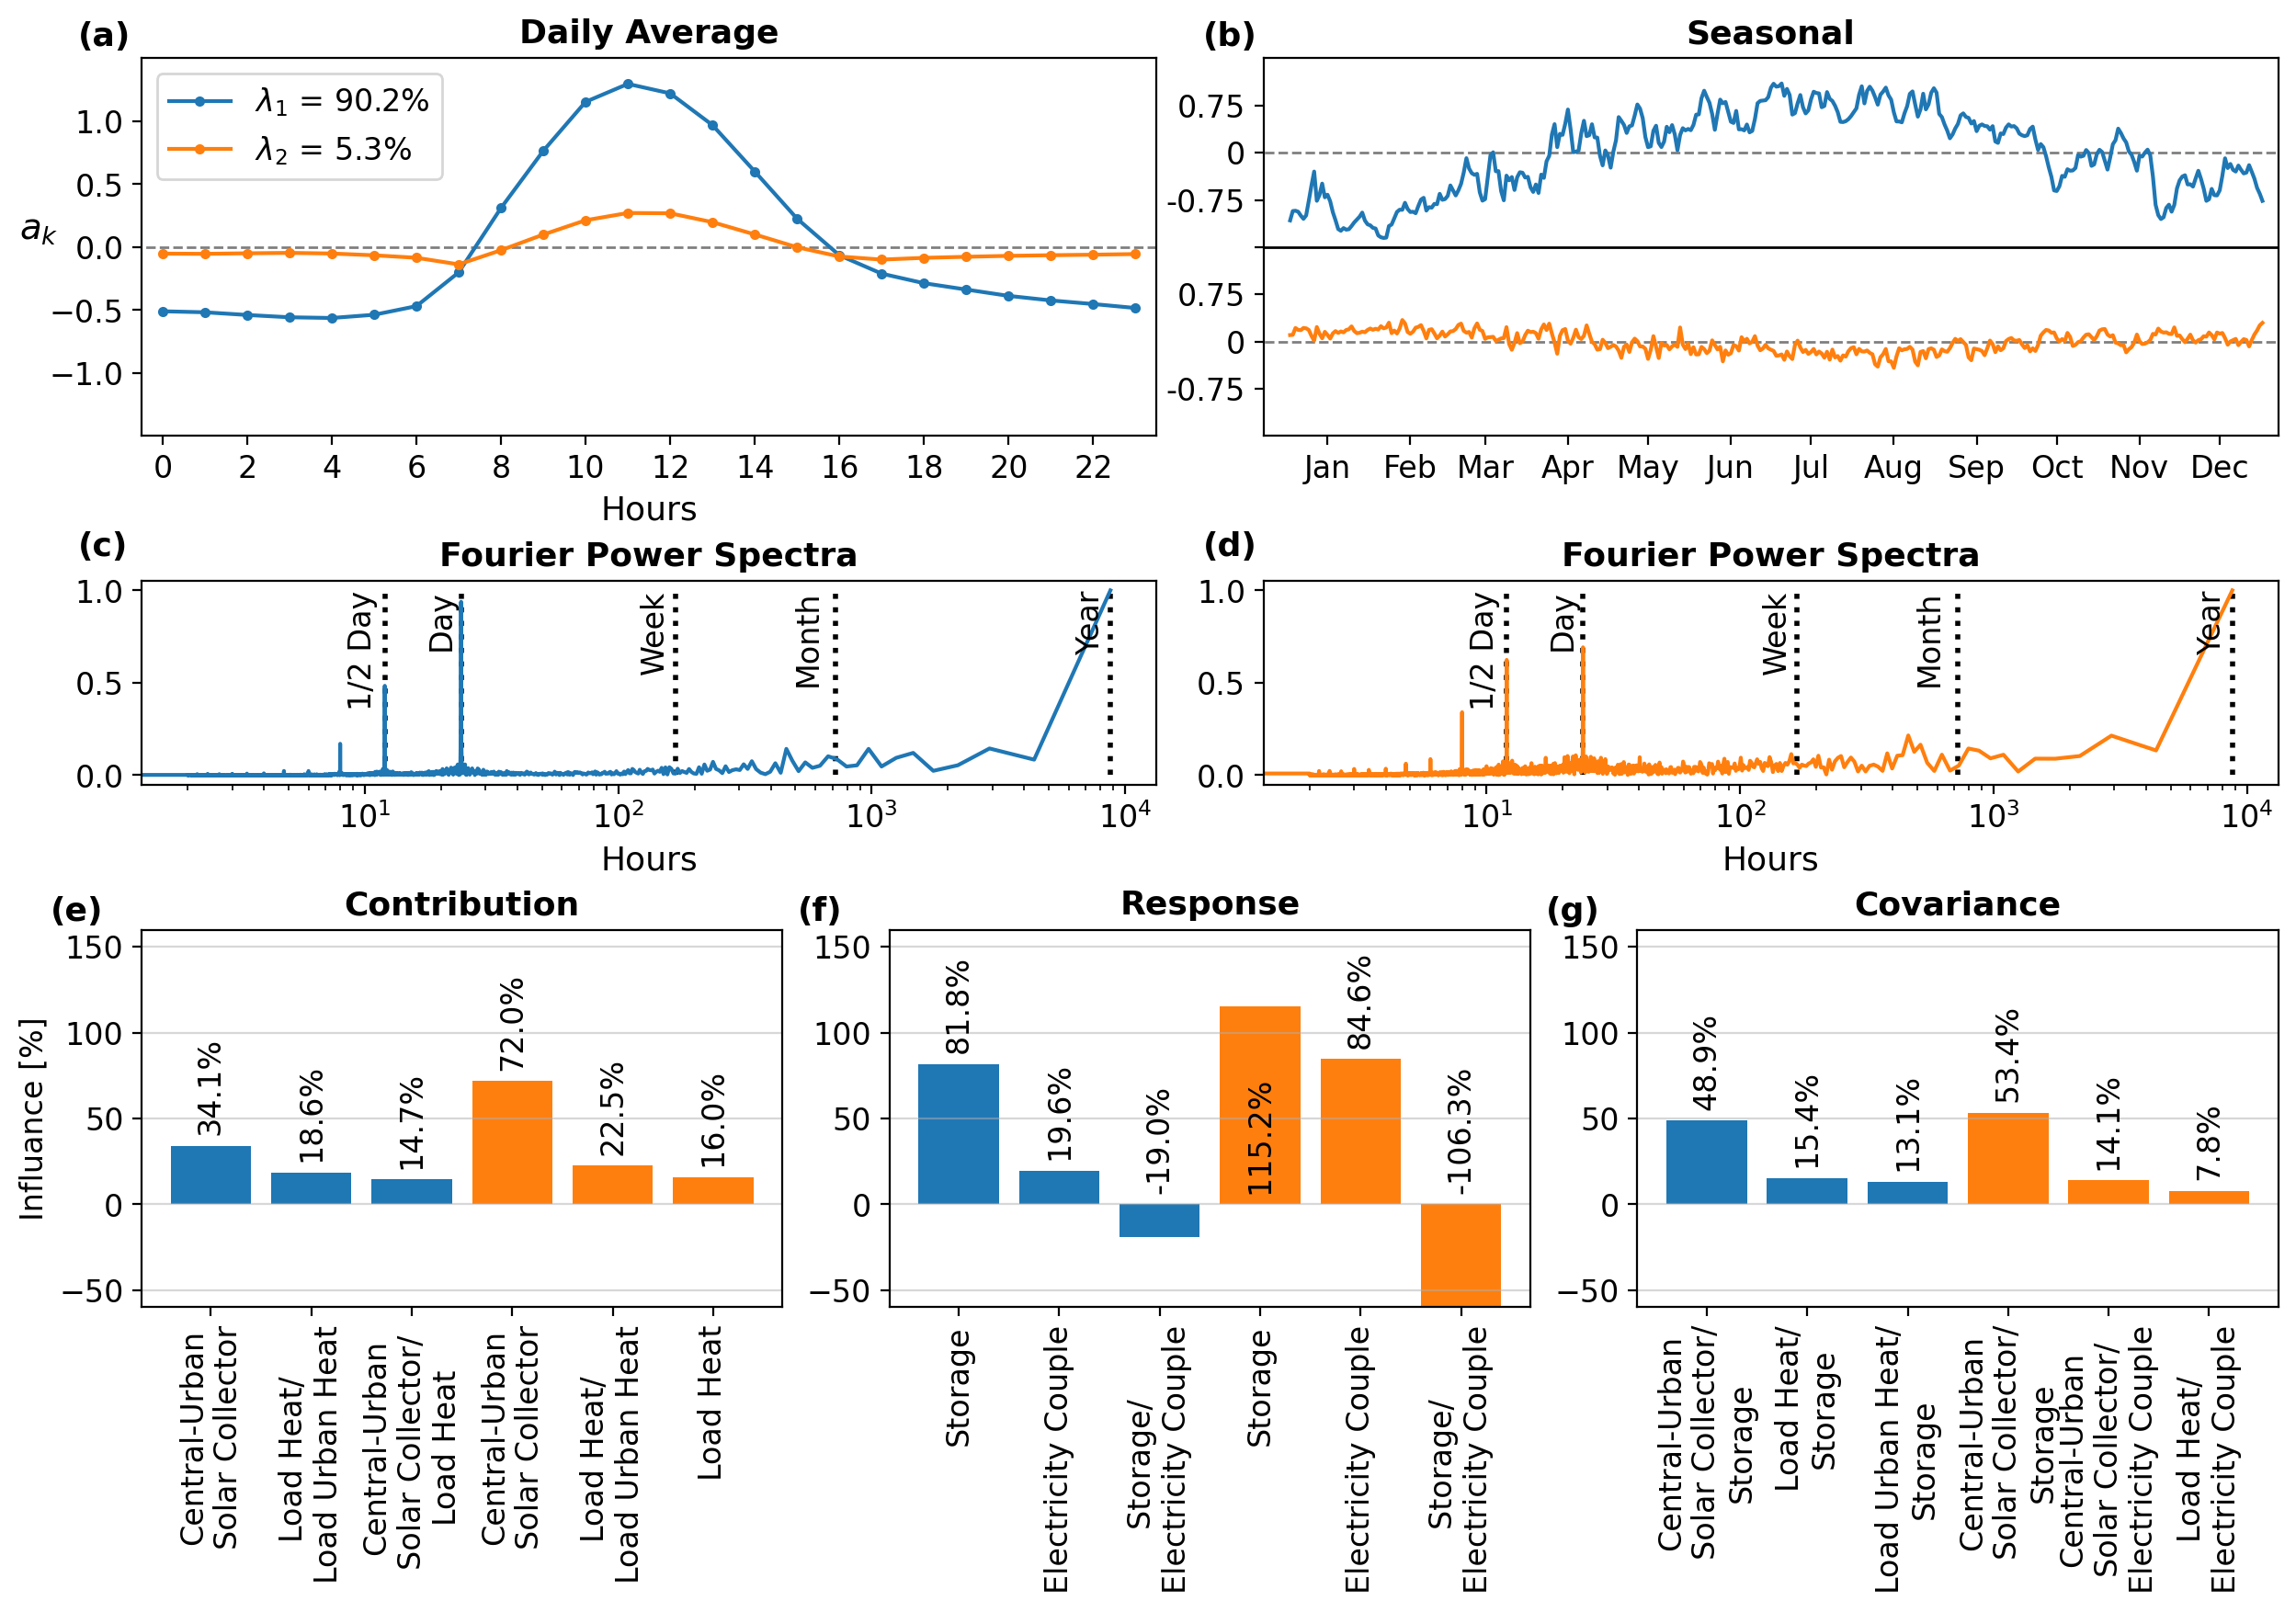 (a)
Daily Average
λ1 = 90.2%
λ2 = 5.3%
1.0
0.5
0.0
−0.5
−1.0
ak
0 2 4 6 8 10 12 14 16 18 20 22
Hours
(b)
Seasonal
0.75
0
-0.75
0.75
0
-0.75
Jan Feb Mar Apr May Jun Jul Aug Sep Oct Nov Dec
(c)
Fourier Power Spectra
1.0
0.5
0.0
1/2 Day
Day
Week
Month
Year
10^1 10^2 10^3 10^4
Hours
(d)
Fourier Power Spectra
1.0
0.5
0.0
1/2 Day
Day
Week
Month
Year
10^1 10^2 10^3 10^4
Hours
(e)
Contribution
Influance [%]
150
100
50
0
−50
34.1%
18.6%
14.7%
72.0%
22.5%
16.0%
Central-Urban
Solar Collector
Load Heat/
Load Urban Heat
Central-Urban
Solar Collector/
Load Heat
Central-Urban
Solar Collector
Load Heat/
Load Urban Heat
Load Heat
(f)
Response
150
100
50
0
−50
81.8%
19.6%
-19.0%
115.2%
84.6%
-106.3%
Storage
Electricity Couple
Storage/
Electricity Couple
Storage
Electricity Couple
Storage/
Electricity Couple
(g)
Covariance
150
100
50
0
−50
48.9%
15.4%
13.1%
53.4%
14.1%
7.8%
Central-Urban
Solar Collector/
Storage
Load Heat/
Storage
Load Urban Heat/
Storage
Central-Urban
Solar Collector/
Storage
Central-Urban
Solar Collector/
Electricity Couple
Load Heat/
Electricity Couple